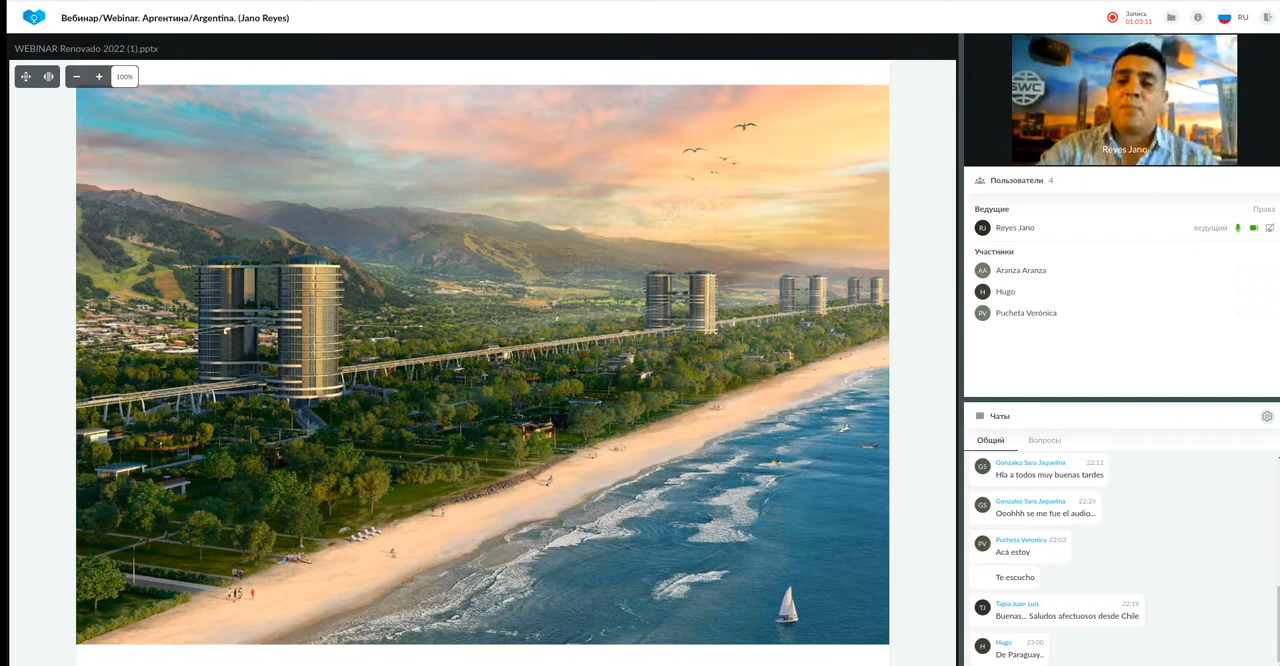 Вебинар/Webinar. Аргентина/Argentina. (Jano Reyes)
Запись
01:03:11
RU
WEBINAR Renovado 2022 (1).pptx
100%
SWC
Reyes Jano
Пользователи 4
Ведущие Права
RJ Reyes Jano ведущий
Участники
AA Aranza Aranza
H Hugo
PV Pucheta Verónica
Чаты
Общий Вопросы
GS Gonzalez Sara Jaquelina 22:12
Hla a todos muy buenas tardes
GS Gonzalez Sara Jaquelina 22:26
Ooohhh se me fue el audio...
PV Pucheta Veronica 22:03
Acá estoy
Te escucho
TJ Tapia Juan Luis 22:19
Buenas... Saludos afectuosos desde Chile
H Hugo 23:00
De Paraguay..